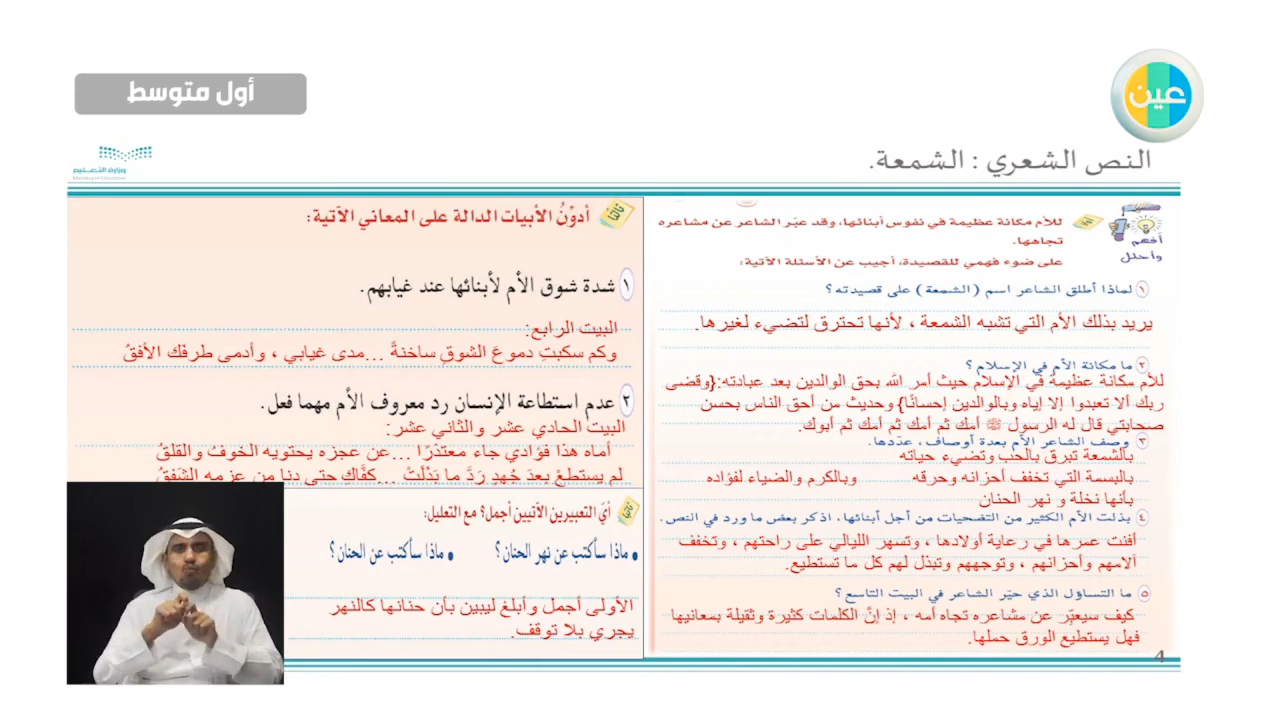 أول متوسط
عين
وزارة التعليم
Ministry of Education
النص الشعري : الشمعة.
أفهم
وأحلل
أولاً
للأم مكانة عظيمة في نفوس أبنائها، وقد عبّر الشاعر عن مشاعره
تجاهها.
على ضوء فهمي للقصيدة، أجيب عن الأسئلة الآتية:
١ لماذا أطلق الشاعر اسم (الشمعة) على قصيدته؟
يريد بذلك الأم التي تشبه الشمعة ، لأنها تحترق لتضيء لغيرها.
٢ ما مكانة الأم في الإسلام ؟
للأم مكانة عظيمة في الإسلام حيث أمر الله بحق الوالدين بعد عبادته:{وقضى
ربك ألا تعبدوا إلا إياه وبالوالدين إحسانًا} وحديث من أحق الناس بحسن
صحابتي قال له الرسول ﷺ أمك ثم أمك ثم أمك ثم أبوك.
٣ وصف الشاعر الأم بعدة أوصاف، عددها.
بالشمعة تبرق بالحب وتضيء حياته
بالبسمة التي تخفف أحزانه وحرقه وبالكرم والضياء لفؤاده
بأنها نخلة و نهر الحنان
٤ بذلت الأم الكثير من التضحيات من أجل أبنائها، اذكر بعض ما ورد في النص.
أفنت عمرها في رعاية أولادها ، وتسهر الليالي على راحتهم ، وتخفف
آلامهم وأحزانهم ، وتوجههم وتبذل لهم كل ما تستطيع.
٥ ما التساؤل الذي حيّر الشاعر في البيت التاسع ؟
كيف سيعبّر عن مشاعره تجاه أمه ، إذ إنَّ الكلمات كثيرة وثقيلة بمعانيها
فهل يستطيع الورق حملها.
ثانيًا
أدوِّنُ الأبيات الدالة على المعاني الآتية:
١ شدة شوق الأم لأبنائها عند غيابهم.
البيت الرابع:
وكم سكبتِ دموعَ الشوقِ ساخنةً ...مدى غيابي ، وأدمى طرفَك الأفقُ
٢ عدم استطاعة الإنسان رد معروف الأم مهما فعل.
البيت الحادي عشر والثاني عشر:
أماه هذا فؤادي جاء معتذرًا ...عن عجزه يحتويه الخوفُ والقلقُ
لم يستطعْ بعدَ جُهدٍ رَدَّ ما بَذْلَتْ ...كفَّاكِ حتى دنا من عزمه الشفقُ
أيّ التعبيرين الآتيين أجمل؟ مع التعليل:
• ماذا سأكتب عن نهر الحنان ؟ • ماذا سأكتب عن الحنان ؟
الأولى أجمل وأبلغ ليبين بأن حنانها كالنهر
يجري بلا توقف.
4